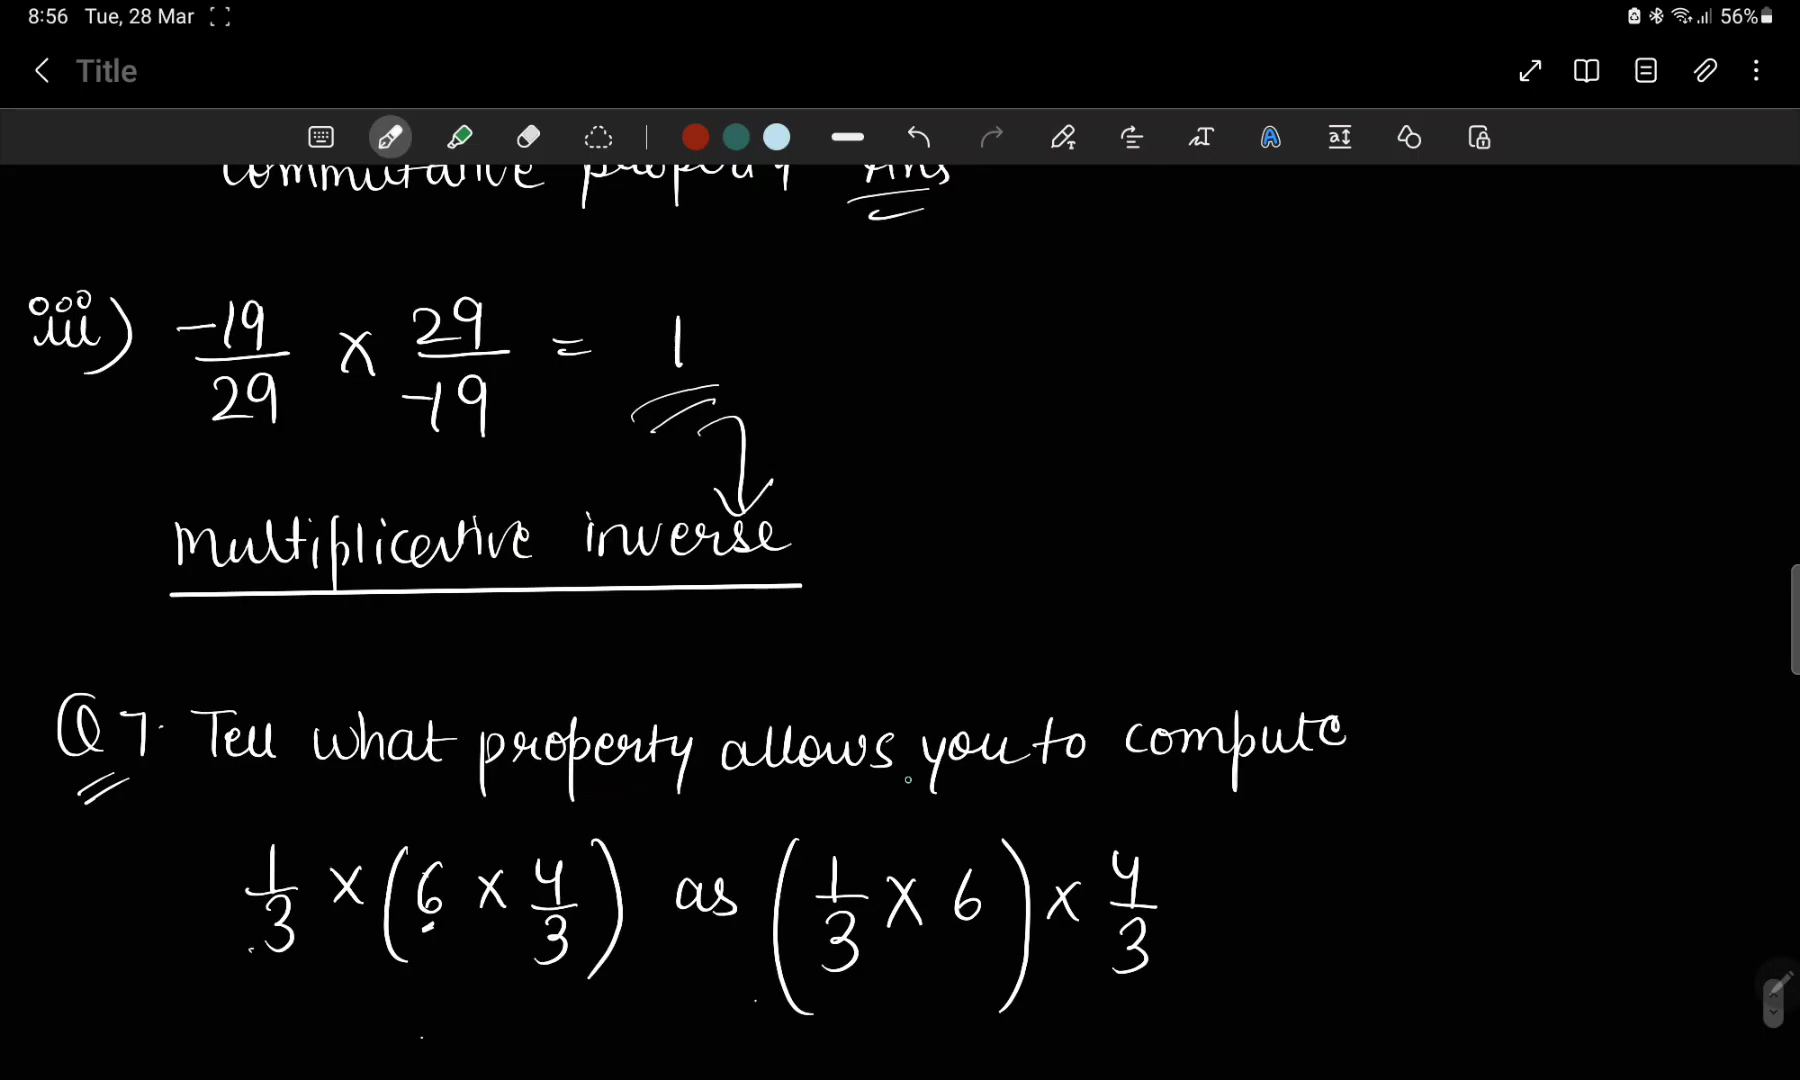 8:56 Tue, 28 Mar 56%
Title
commutative property Ans
iii) -19/29 × 29/-19 = 1
multiplicative inverse
Q7. Tell what property allows you to compute
1/3 × (6 × 4/3) as (1/3 × 6) × 4/3